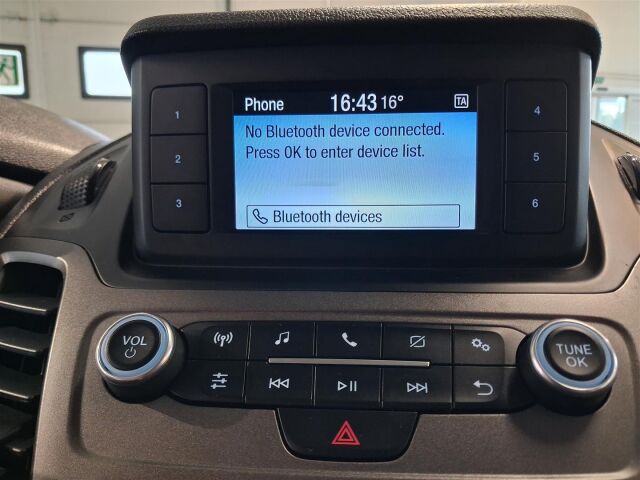 Phone 16:43 16° TA
No Bluetooth device connected.
Press OK to enter device list.
Bluetooth devices
1
2
3
4
5
6
VOL
TUNE
OK